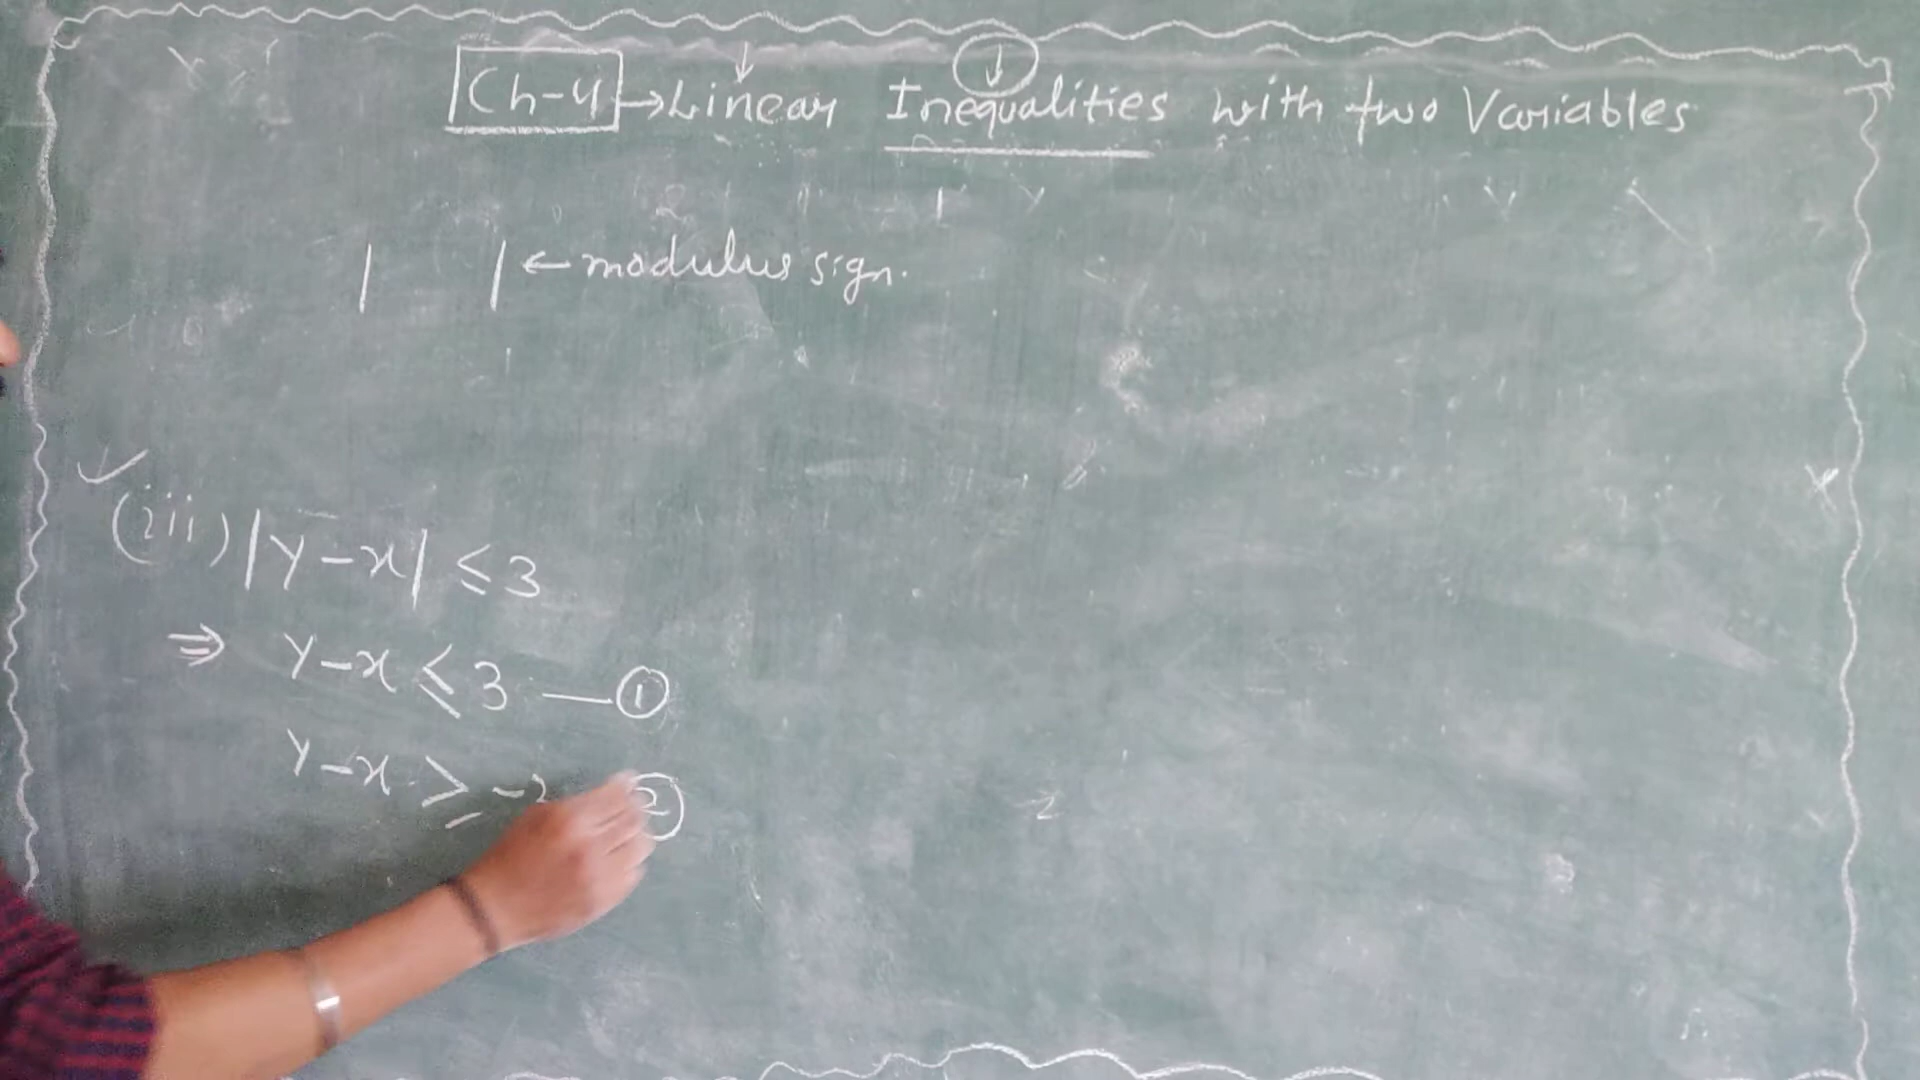 Ch-4 → Linear Inequalities with two Variables
| | ← modulus sign.
(iii) |y-x| ≤ 3
⇒ y-x ≤ 3 — ①
y-x ≥ -3 ②